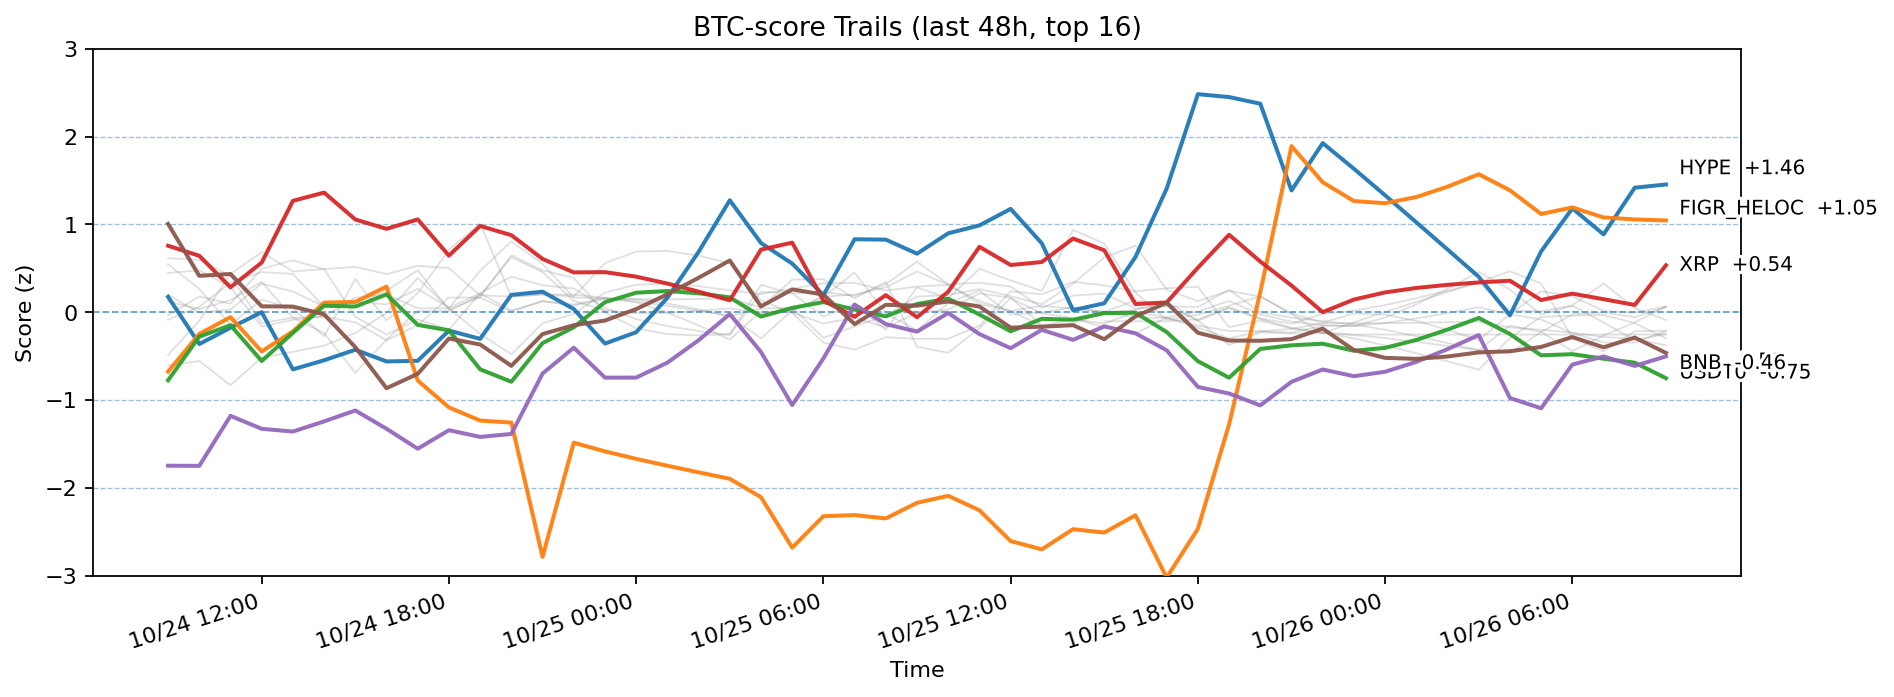 BTC-score Trails (last 48h, top 16)
Score (z)
3
2
1
0
−1
−2
−3
HYPE +1.46
FIGR_HELOC +1.05
XRP +0.54
BNB -0.46
-0.75
10/24 12:00
10/24 18:00
10/25 00:00
10/25 06:00
10/25 12:00
10/25 18:00
10/26 00:00
10/26 06:00
Time